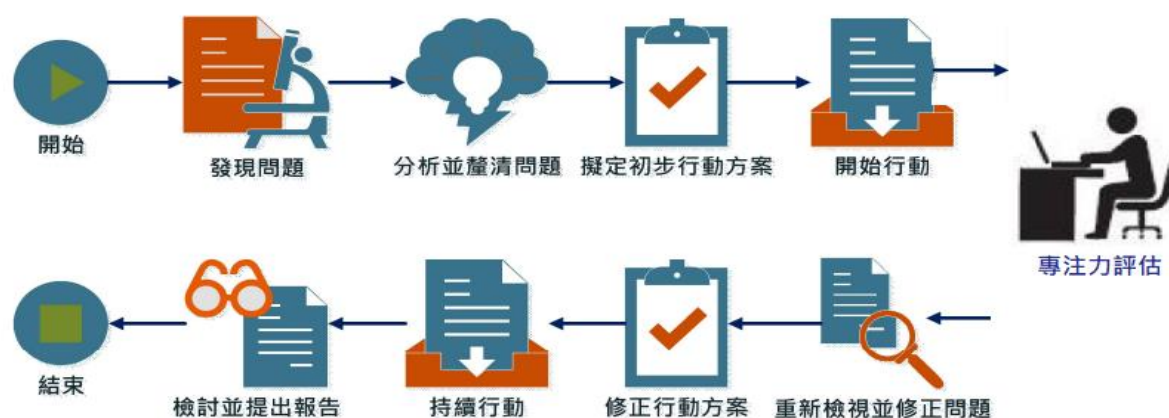 開始
發現問題
分析並釐清問題
擬定初步行動方案
開始行動
專注力評估
重新檢視並修正問題
修正行動方案
持續行動
檢討並提出報告
結束